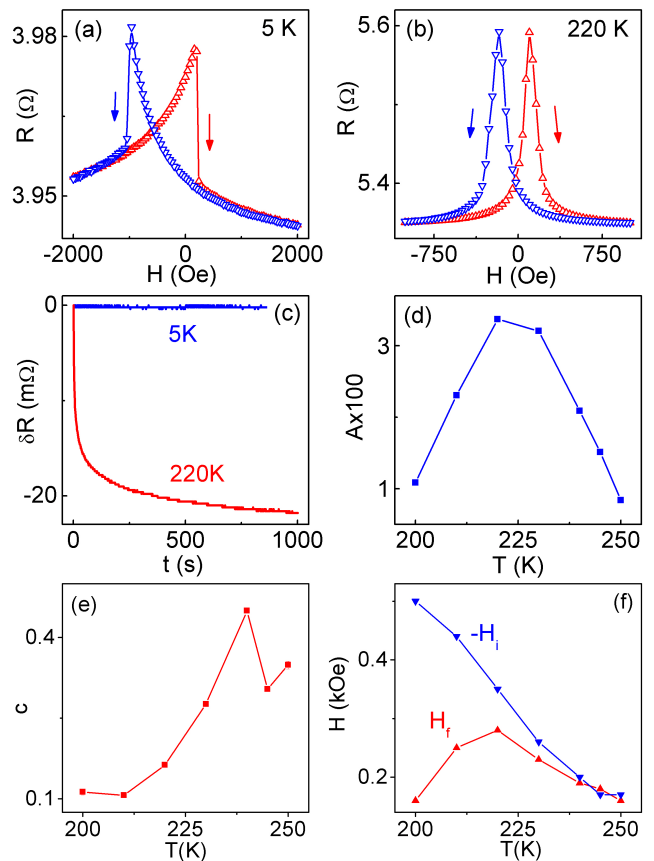 (a) 5 K
3.98
3.95
R (Ω)
-2000 0 2000
H (Oe)
(b) 220 K
5.6
5.4
R (Ω)
-750 0 750
H (Oe)
(c)
0
-20
δR (mΩ)
5K
220K
0 500 1000
t (s)
(d)
3
1
Ax100
200 225 250
T (K)
(e)
0.4
0.1
c
200 225 250
T(K)
(f)
0.4
0.2
H (kOe)
-Hi
Hf
200 225 250
T(K)